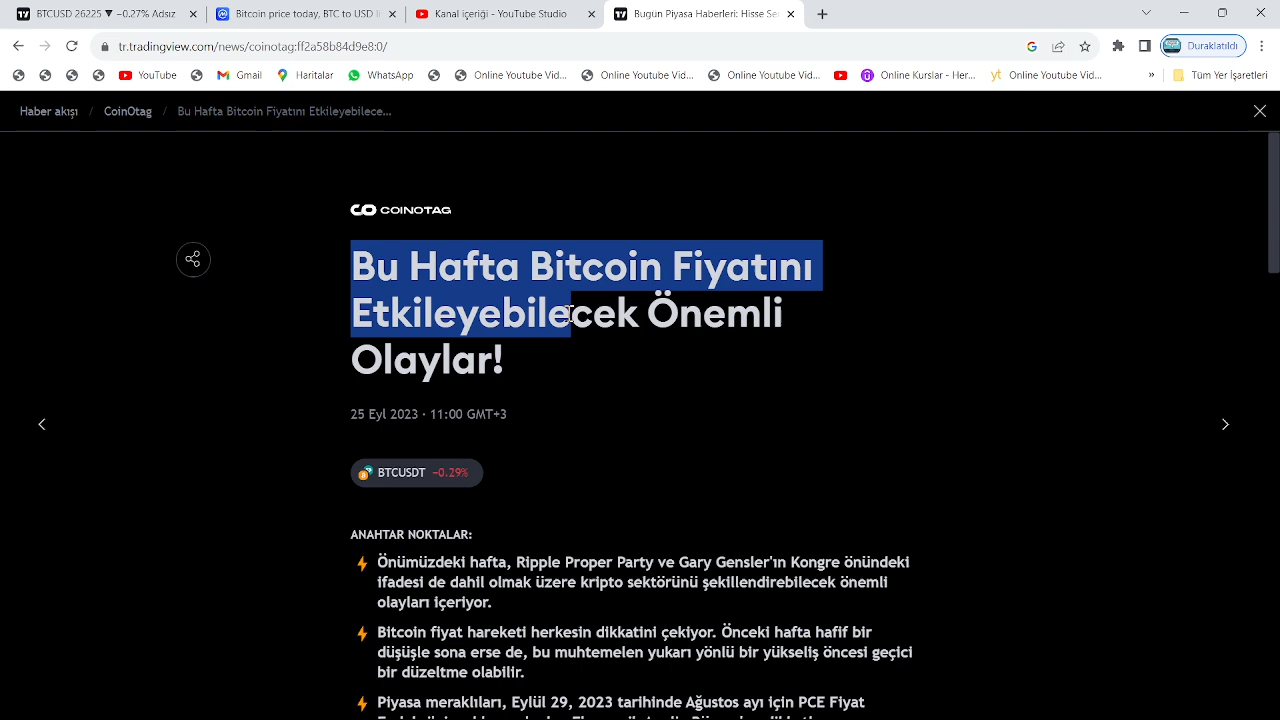 BTCUSD 26225 ▼ −0.27% Adsız
Bitcoin price today, BTC to USD li
Kanal içeriği - YouTube Studio
Bugün Piyasa Haberleri: Hisse Se
tr.tradingview.com/news/coinotag:ff2a58b84d9e8:0/
Duraklatıldı
YouTube
Gmail
Haritalar
WhatsApp
Online Youtube Vid...
Online Youtube Vid...
Online Youtube Vid...
Online Kurslar - Her...
yt Online Youtube Vid...
»
Tüm Yer İşaretleri
Haber akışı / CoinOtag / Bu Hafta Bitcoin Fiyatını Etkileyebilece...
COINOTAG
Bu Hafta Bitcoin Fiyatını
Etkileyebilecek Önemli
Olaylar!
25 Eyl 2023 · 11:00 GMT+3
BTCUSDT −0.29%
ANAHTAR NOKTALAR:
Önümüzdeki hafta, Ripple Proper Party ve Gary Gensler'ın Kongre önündeki
ifadesi de dahil olmak üzere kripto sektörünü şekillendirebilecek önemli
olayları içeriyor.
Bitcoin fiyat hareketi herkesin dikkatini çekiyor. Önceki hafta hafif bir
düşüşle sona erse de, bu muhtemelen yukarı yönlü bir yükseliş öncesi geçici
bir düzeltme olabilir.
Piyasa meraklıları, Eylül 29, 2023 tarihinde Ağustos ayı için PCE Fiyat